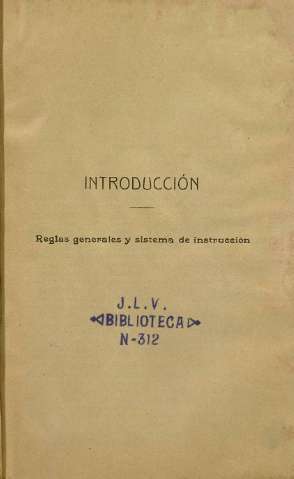 INTRODUCCIÓN
Reglas generales y sistema de instrucción
J.L.V.
BIBLIOTECA
N-312